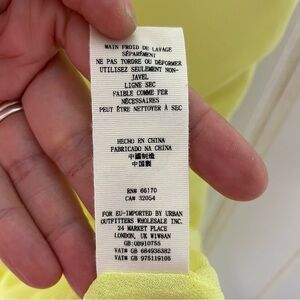 MAIN FROID DE LAVAGE
SÉPARÉMENT
NE PAS TORDRE OU DÉFORMER
UTILISEZ SEULEMENT NON-
JAVEL
LIGNE SEC
FAIBLE COMME FER
NÉCESSAIRES
PEUT ÊTRE NETTOYER À SEC
HECHO EN CHINA
FABRICADO NA CHINA
中國制造
中国製
RN# 66170
CA# 32054
FOR EU-IMPORTED BY URBAN
OUTFITTERS WHOLESALE INC.
24 MARKET PLACE
LONDON, UK W1W8AN
GB:0B910755
VAT# GB 664936382
VAT# GB 975119105